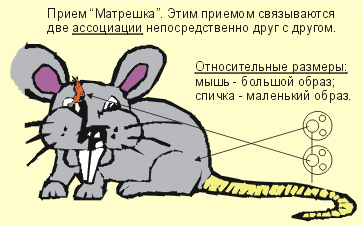 Прием “Матрешка”. Этим приемом связываются
две ассоциации непосредственно друг с другом.
Относительные размеры:
мышь - большой образ;
спичка - маленький образ.